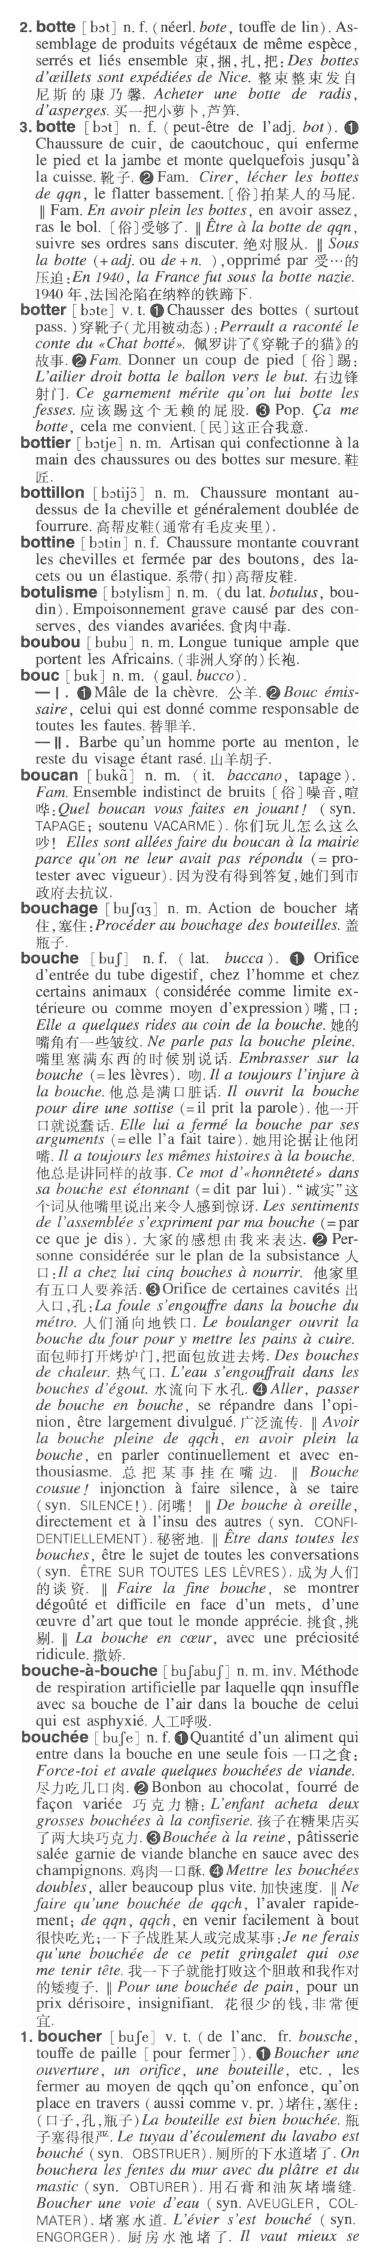 2. botte [bɔt] n. f. (néerl. bote, touffe de lin). As-
semblage de produits végétaux de même espèce,
serrés et liés ensemble 束,捆,扎,把: Des bottes
d'œillets sont expédiées de Nice. 整束整束发自
尼斯的康乃馨. Acheter une botte de radis,
d'asperges. 买一把小萝卜,芦笋.
3. botte [bɔt] n. f. (peut-être de l'adj. bot). ❶
Chaussure de cuir, de caoutchouc, qui enferme
le pied et la jambe et monte quelquefois jusqu'à
la cuisse. 靴子. ❷ Fam. Cirer, lécher les bottes
de qqn, le flatter bassement. 〔俗〕拍某人的马屁.
‖ Fam. En avoir plein les bottes, en avoir assez,
ras le bol. 〔俗〕受够了. ‖ Être à la botte de qqn,
suivre ses ordres sans discuter. 绝对服从. ‖ Sous
la botte (+ adj. ou de + n. ), opprimé par 受…的
压迫: En 1940, la France fut sous la botte nazie.
1940 年,法国沦陷在纳粹的铁蹄下.
botter [bɔte] v. t. ❶ Chausser des bottes (surtout
pass. )穿靴子(尤用被动态): Perrault a raconté le
conte du «Chat botté». 佩罗讲了《穿靴子的猫》的
故事. ❷ Fam. Donner un coup de pied 〔俗〕踢:
L'ailier droit botta le ballon vers le but. 右边锋
射门. Ce garnement mérite qu'on lui botte les
fesses. 应该踢这个无赖的屁股. ❸ Pop. Ça me
botte, cela me convient. 〔民〕这正合我意.
bottier [bɔtje] n. m. Artisan qui confectionne à la
main des chaussures ou des bottes sur mesure. 鞋
匠.
bottillon [bɔtijɔ̃] n. m. Chaussure montant au-
dessus de la cheville et généralement doublée de
fourrure. 高帮皮鞋(通常有毛皮夹里).
bottine [bɔtin] n. f. Chaussure montante couvrant
les chevilles et fermée par des boutons, des la-
cets ou un élastique. 系带(扣)高帮皮鞋.
botulisme [bɔtylism] n. m. (du lat. botulus, bou-
din). Empoisonnement grave causé par des con-
serves, des viandes avariées. 食肉中毒.
boubou [bubu] n. m. Longue tunique ample que
portent les Africains. (非洲人穿的)长袍.
bouc [buk] n. m. (gaul. bucco).
— Ⅰ. ❶ Mâle de la chèvre. 公羊. ❷ Bouc émis-
saire, celui qui est donné comme responsable de
toutes les fautes. 替罪羊.
— Ⅱ. Barbe qu'un homme porte au menton, le
reste du visage étant rasé. 山羊胡子.
boucan [bukɑ̃] n. m. (it. baccano, tapage).
Fam. Ensemble indistinct de bruits 〔俗〕噪音,喧
哗: Quel boucan vous faites en jouant! (syn.
TAPAGE; soutenu VACARME). 你们玩儿怎么这么
吵! Elles sont allées faire du boucan à la mairie
parce qu'on ne leur avait pas répondu (= pro-
tester avec vigueur). 因为没有得到答复,她们到市
政府去抗议.
bouchage [buʃaʒ] n. m. Action de boucher 堵
住,塞住: Procéder au bouchage des bouteilles. 盖
瓶子.
bouche [buʃ] n. f. (lat. bucca). ❶ Orifice
d'entrée du tube digestif, chez l'homme et chez
certains animaux (considérée comme limite ex-
térieure ou comme moyen d'expression) 嘴,口:
Elle a quelques rides au coin de la bouche. 她的
嘴角有一些皱纹. Ne parle pas la bouche pleine.
嘴里塞满东西的时候别说话. Embrasser sur la
bouche (= les lèvres). 吻. Il a toujours l'injure à
la bouche. 他总是满口脏话. Il ouvrit la bouche
pour dire une sottise (= il prit la parole). 他一开
口就说蠢话. Elle lui a fermé la bouche par ses
arguments (= elle l'a fait taire). 她用论据让他闭
嘴. Il a toujours les mêmes histoires à la bouche.
他总是讲同样的故事. Ce mot d'«honnêteté» dans
sa bouche est étonnant (= dit par lui). “诚实”这
个词从他嘴里说出来令人感到惊讶. Les sentiments
de l'assemblée s'expriment par ma bouche (= par
ce que je dis). 大家的感想由我来表达. ❷ Per-
sonne considérée sur le plan de la subsistance 人
口: Il a chez lui cinq bouches à nourrir. 他家里
有五口人要养活. ❸ Orifice de certaines cavités 出
入口,孔: La foule s'engouffre dans la bouche du
métro. 人们涌向地铁口. Le boulanger ouvrit la
bouche du four pour y mettre les pains à cuire.
面包师打开烤炉门,把面包放进去烤. Des bouches
de chaleur. 热气口. L'eau s'engouffrait dans les
bouches d'égout. 水流向下水孔. ❹ Aller, passer
de bouche en bouche, se répandre dans l'opi-
nion, être largement divulgué. 广泛流传. ‖ Avoir
la bouche pleine de qqch, en avoir plein la
bouche, en parler continuellement et avec en-
thousiasme. 总把某事挂在嘴边. ‖ Bouche
cousue! injonction à faire silence, à se taire
(syn. SILENCE!). 闭嘴! ‖ De bouche à oreille,
directement et à l'insu des autres (syn. CONFI-
DENTIELLEMENT). 秘密地. ‖ Être dans toutes les
bouches, être le sujet de toutes les conversations
(syn. ÊTRE SUR TOUTES LES LÈVRES). 成为人们
的谈资. ‖ Faire la fine bouche, se montrer
dégoûté et difficile en face d'un mets, d'une
œuvre d'art que tout le monde apprécie. 挑食,挑
剔. ‖ La bouche en cœur, avec une préciosité
ridicule. 撒娇.
bouche-à-bouche [buʃabuʃ] n. m. inv. Méthode
de respiration artificielle par laquelle qqn insuffle
avec sa bouche de l'air dans la bouche de celui
qui est asphyxié. 人工呼吸.
bouchée [buʃe] n. f. ❶ Quantité d'un aliment qui
entre dans la bouche en une seule fois 一口之食:
Force-toi et avale quelques bouchées de viande.
尽力吃几口肉. ❷ Bonbon au chocolat, fourré de
façon variée 巧克力糖: L'enfant acheta deux
grosses bouchées à la confiserie. 孩子在糖果店买
了两大块巧克力. ❸ Bouchée à la reine, pâtisserie
salée garnie de viande blanche en sauce avec des
champignons. 鸡肉一口酥. ❹ Mettre les bouchées
doubles, aller beaucoup plus vite. 加快速度. ‖ Ne
faire qu'une bouchée de qqch, l'avaler rapide-
ment; de qqn, qqch, en venir facilement à bout
很快吃光;一下子战胜某人或完成某事: Je ne ferais
qu'une bouchée de ce petit gringalet qui ose
me tenir tête. 我一下子就能打败这个胆敢和我作对
的矮瘦子. ‖ Pour une bouchée de pain, pour un
prix dérisoire, insignifiant. 花很少的钱,非常便
宜.
1. boucher [buʃe] v. t. (de l'anc. fr. bousche,
touffe de paille [pour fermer]). ❶ Boucher une
ouverture, un orifice, une bouteille, etc. , les
fermer au moyen de qqch qu'on enfonce, qu'on
place en travers (aussi comme v. pr. )堵住,塞住:
(口子,孔,瓶子) La bouteille est bien bouchée. 瓶
子塞得很严. Le tuyau d'écoulement du lavabo est
bouché (syn. OBSTRUER). 厕所的下水道堵了. On
bouchera les fentes du mur avec du plâtre et du
mastic (syn. OBTURER). 用石膏和油灰堵墙缝.
Boucher une voie d'eau (syn. AVEUGLER, COL-
MATER). 堵塞水道. L'évier s'est bouché (syn.
ENGORGER). 厨房水池堵了. Il vaut mieux se